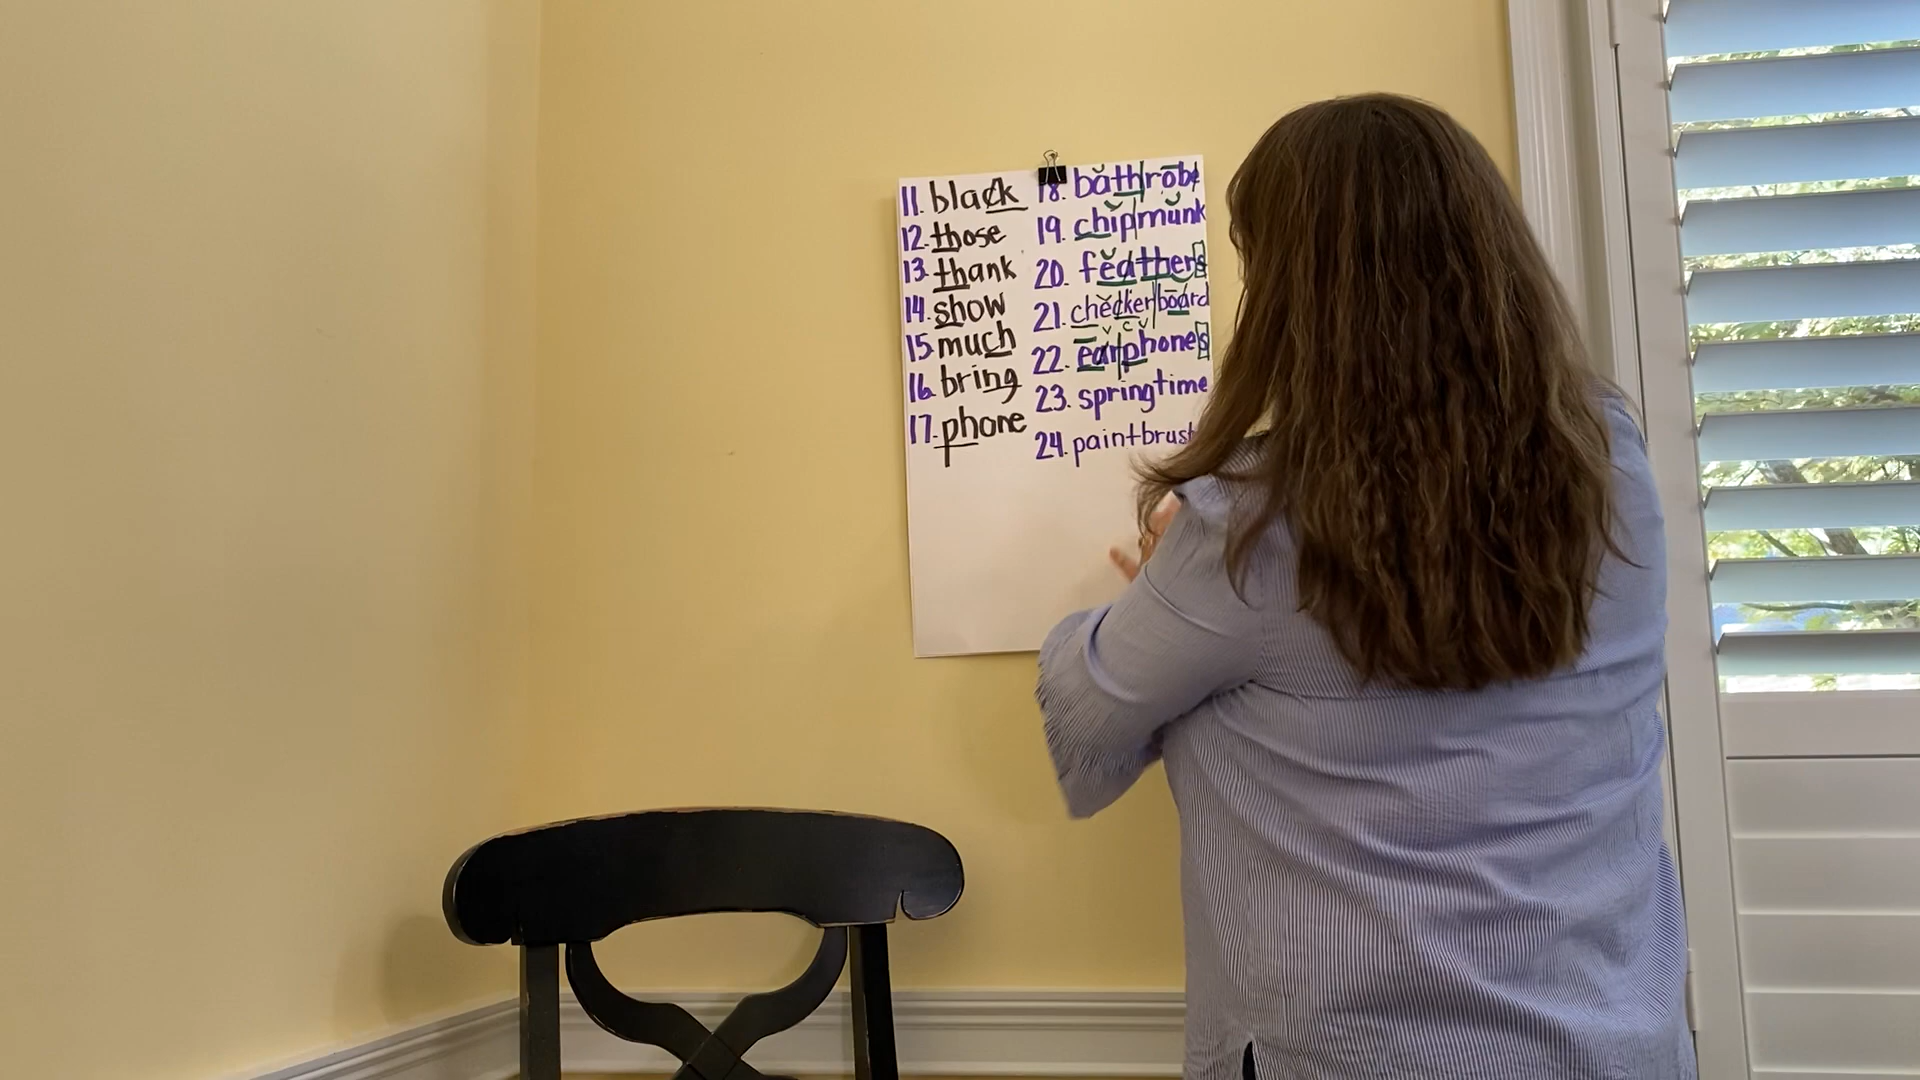 11. black
12. those
13. thank
14. show
15. much
16. bring
17. phone
18. bathrobe
19. chipmunk
20. feathers
21. checkerboard
22. earphones
23. springtime
24. paintbrush